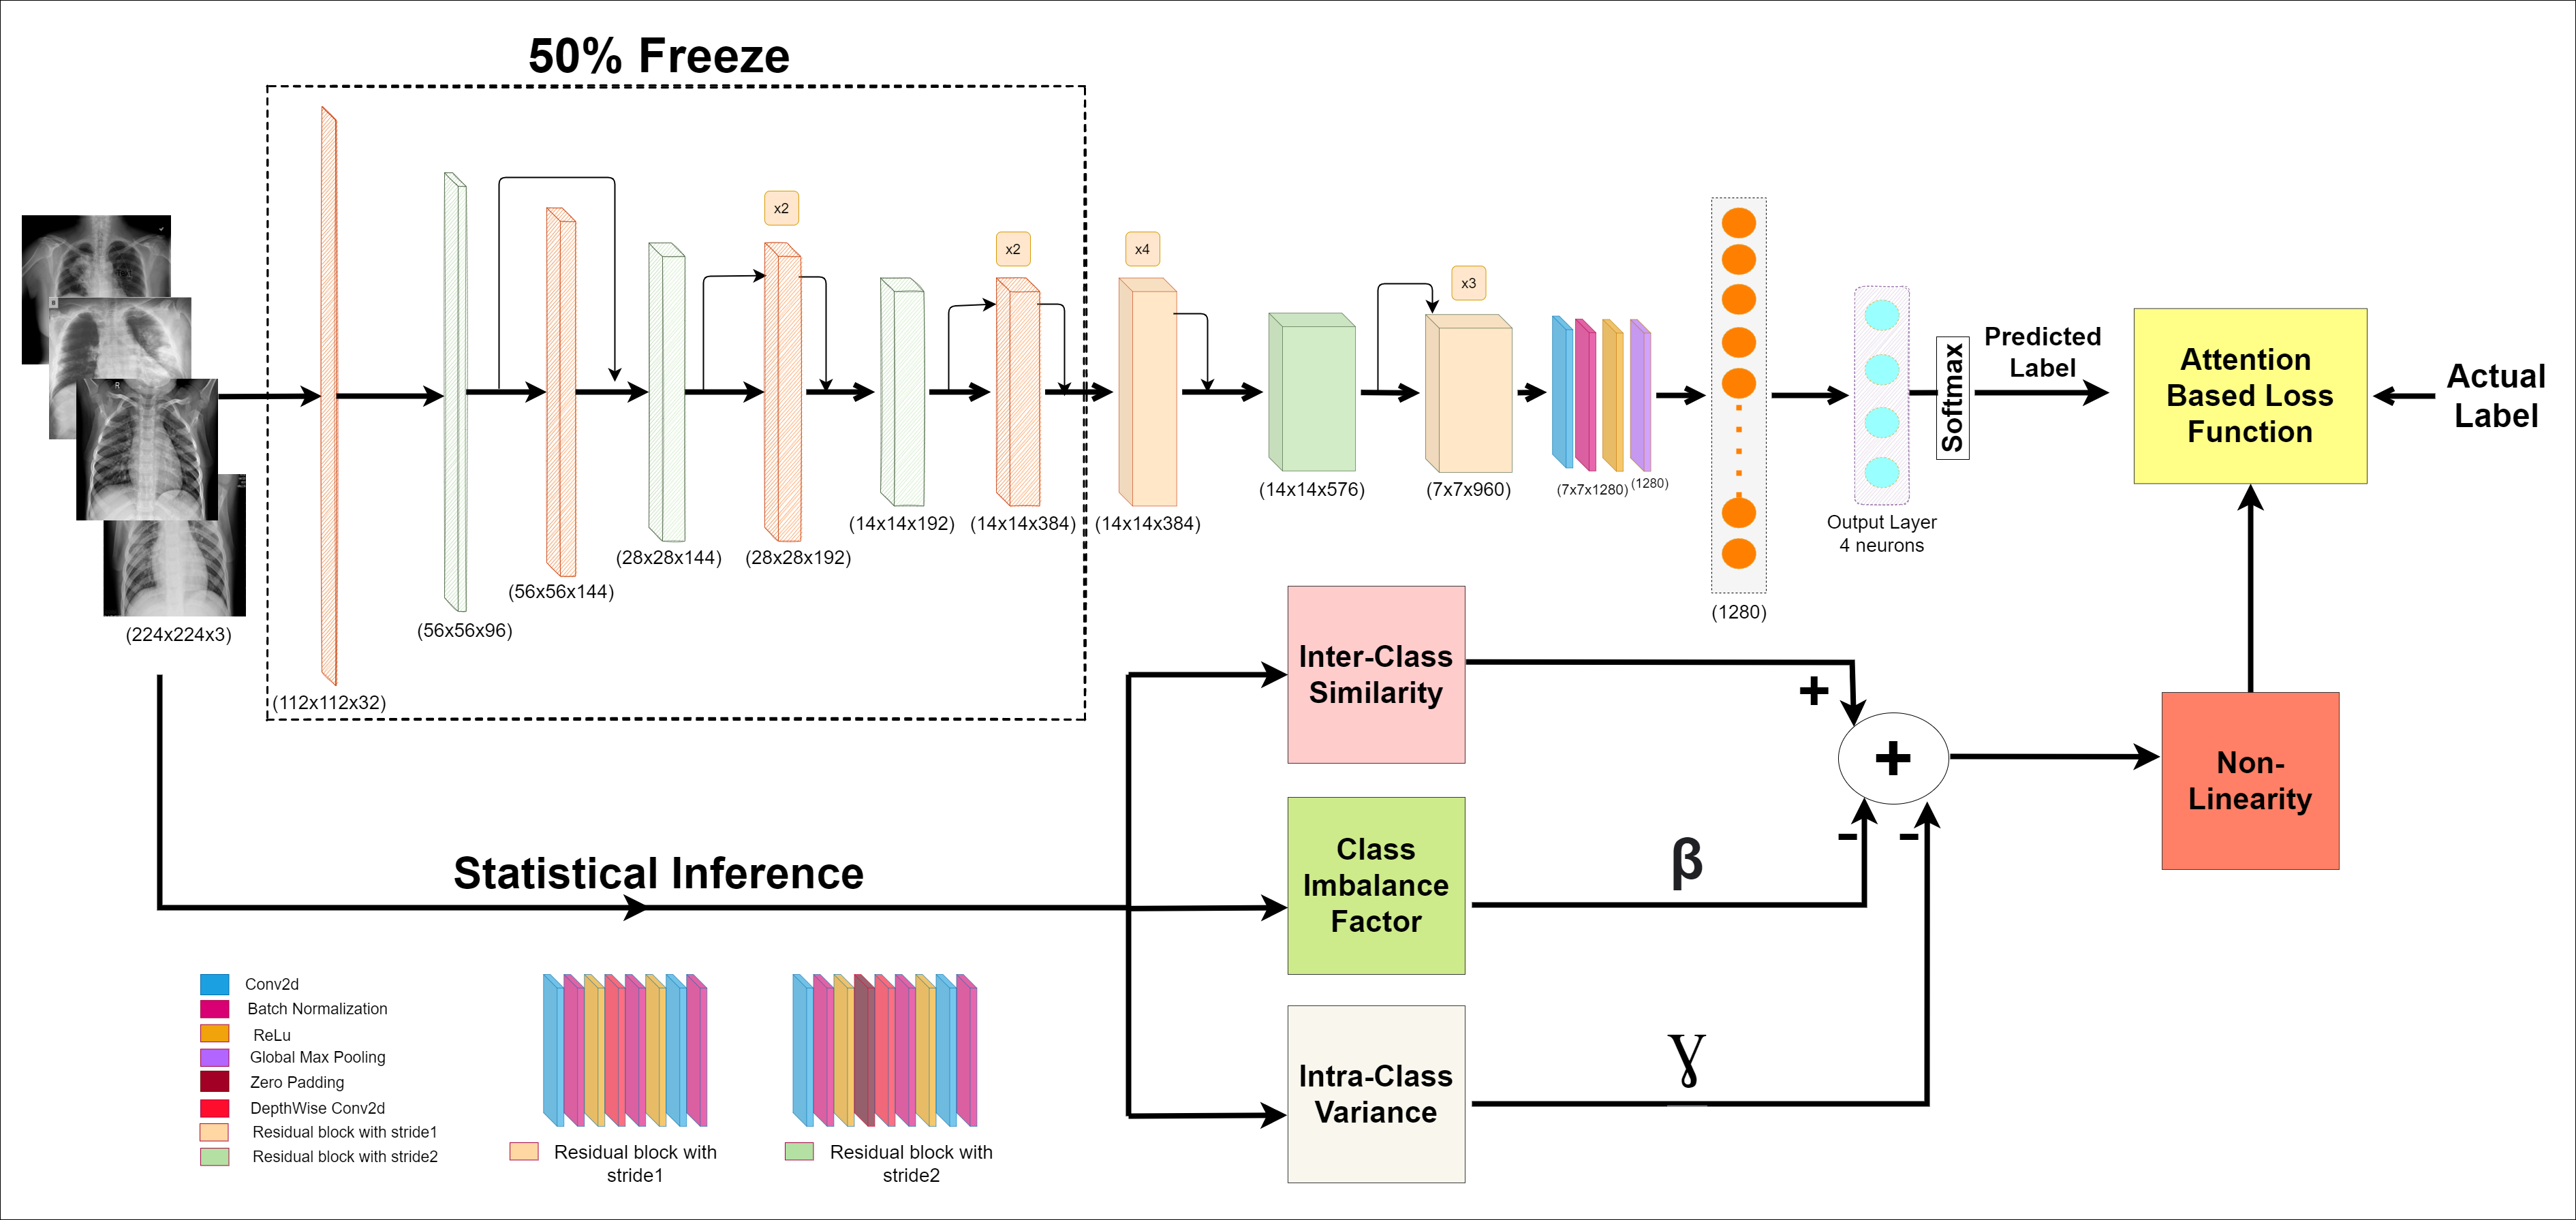 50% Freeze
x2
x2
x4
x3
R
(224x224x3)
(112x112x32)
(56x56x96)
(56x56x144)
(28x28x144)
(28x28x192)
(14x14x192)
(14x14x384)
(14x14x384)
(14x14x576)
(7x7x960)
(7x7x1280)
(1280)
(1280)
Output Layer
4 neurons
Softmax
Predicted
Label
Attention
Based Loss
Function
Actual
Label
Inter-Class
Similarity
+
+
- -
Non-
Linearity
Statistical Inference
Class
Imbalance
Factor
β
Intra-Class
Variance
Ɣ
Conv2d
Batch Normalization
ReLu
Global Max Pooling
Zero Padding
DepthWise Conv2d
Residual block with stride1
Residual block with stride2
Residual block with
stride1
Residual block with
stride2